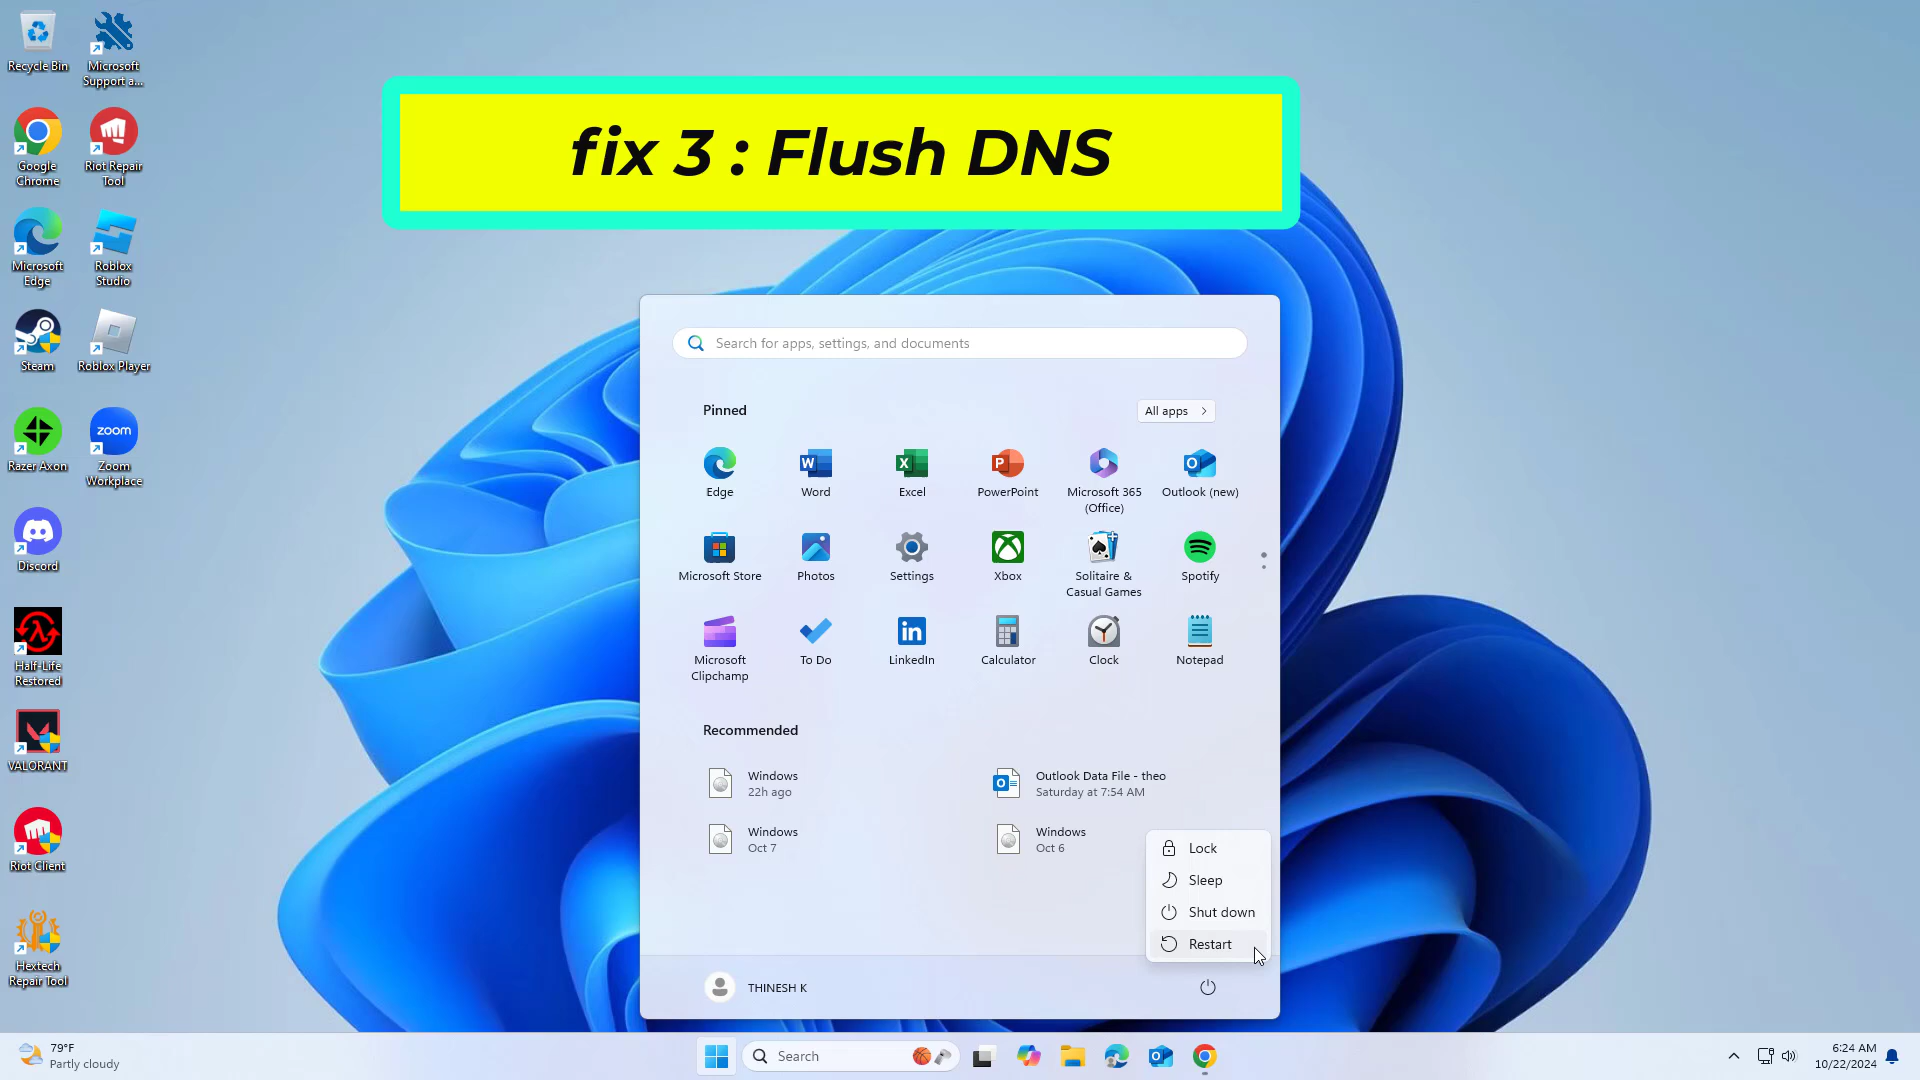 Recycle Bin
Microsoft
Support a...
Google
Chrome
Riot Repair
Tool
Microsoft
Edge
Roblox
Studio
Steam
Roblox Player
Razer Axon
zoom
Zoom
Workplace
Discord
Half-Life
Restored
VALORANT
Riot Client
Hextech
Repair Tool
fix 3 : Flush DNS
Search for apps, settings, and documents
Pinned
All apps
Edge
Word
Excel
PowerPoint
Microsoft 365
(Office)
Outlook (new)
Microsoft Store
Photos
Settings
Xbox
Solitaire &
Casual Games
Spotify
Microsoft
Clipchamp
To Do
LinkedIn
Calculator
Clock
Notepad
Recommended
Windows
22h ago
Outlook Data File - theo
Saturday at 7:54 AM
Windows
Oct 7
Windows
Oct 6
Lock
Sleep
Shut down
Restart
THINESH K
79°F
Partly cloudy
Search
6:24 AM
10/22/2024